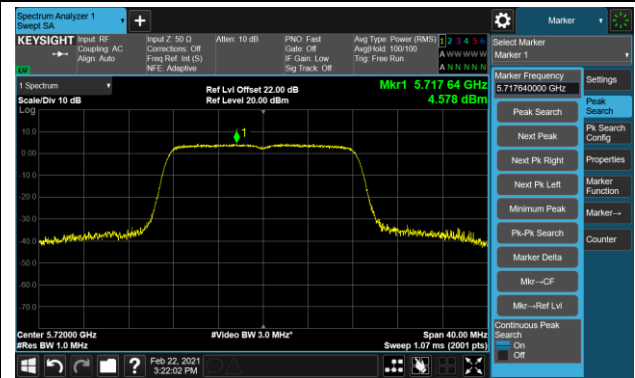 Spectrum Analyzer 1
Swept SA
Marker
KEYSIGHT
Input: RF
Coupling: AC
Align: Auto
Input Z: 50 Ω
Corrections: Off
Freq Ref: Int (S)
NFE: Adaptive
Atten: 10 dB
PNO: Fast
Gate: Off
IF Gain: Low
Sig Track: Off
Avg Type: Power (RMS)
Avg|Hold: 100/100
Trig: Free Run
1 2 3 4 5 6
A W W W W W
A N N N N N
Select Marker
Marker 1
1 Spectrum
Scale/Div 10 dB
Log
Ref Lvl Offset 22.00 dB
Ref Level 20.00 dBm
Mkr1 5.717 64 GHz
4.578 dBm
1
10.0
0.00
-10.0
-20.0
-30.0
-40.0
-50.0
-60.0
-70.0
Center 5.72000 GHz
#Res BW 1.0 MHz
#Video BW 3.0 MHz*
Span 40.00 MHz
Sweep 1.07 ms (2001 pts)
Marker Frequency
5.717640000 GHz
Peak Search
Next Peak
Next Pk Right
Next Pk Left
Minimum Peak
Pk-Pk Search
Marker Delta
Mkr→CF
Mkr→Ref Lvl
Continuous Peak
Search
On
Off
Settings
Peak
Search
Pk Search
Config
Properties
Marker
Function
Marker→
Counter
Feb 22, 2021
3:22:02 PM